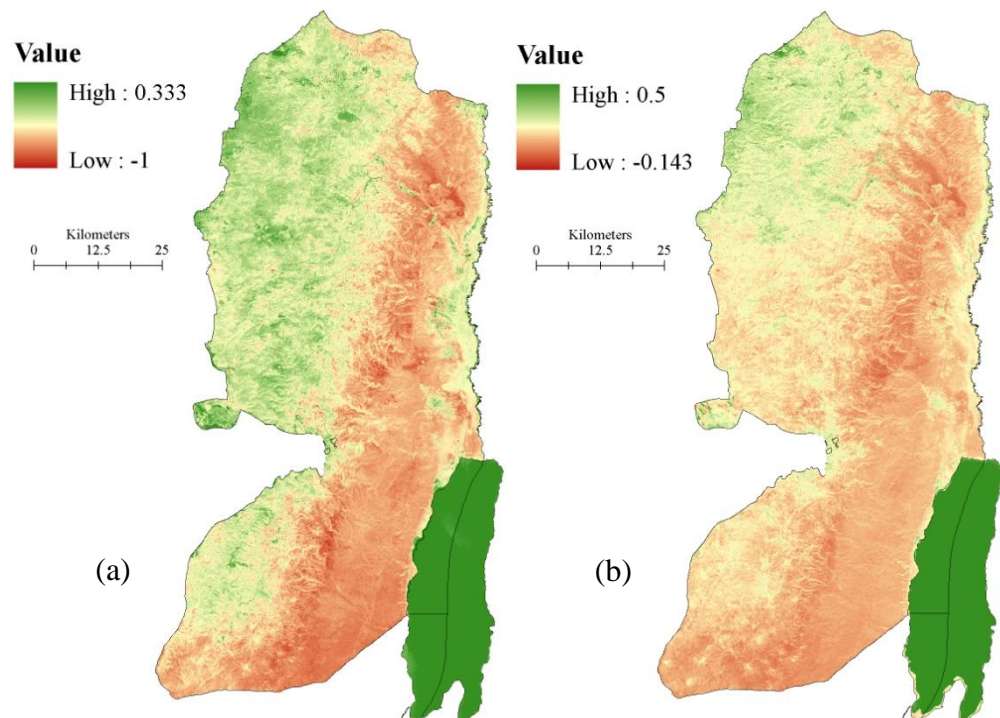 Value
High : 0.333
Low : -1
Kilometers
0 12.5 25
(a)
Value
High : 0.5
Low : -0.143
Kilometers
0 12.5 25
(b)